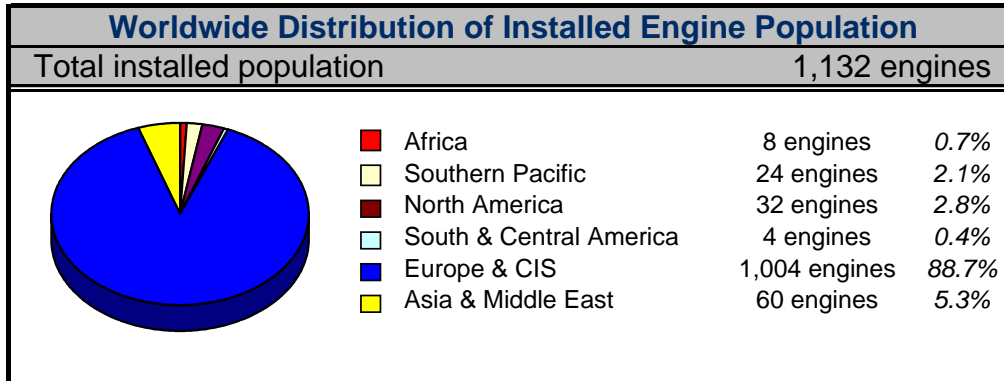 Worldwide Distribution of Installed Engine Population
Total installed population 1,132 engines
Africa 8 engines 0.7%
Southern Pacific 24 engines 2.1%
North America 32 engines 2.8%
South & Central America 4 engines 0.4%
Europe & CIS 1,004 engines 88.7%
Asia & Middle East 60 engines 5.3%